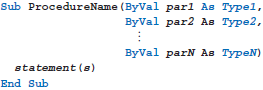 Sub ProcedureName(ByVal par1 As Type1,
ByVal par2 As Type2,
⋮
ByVal parN As TypeN)
statement(s)
End Sub